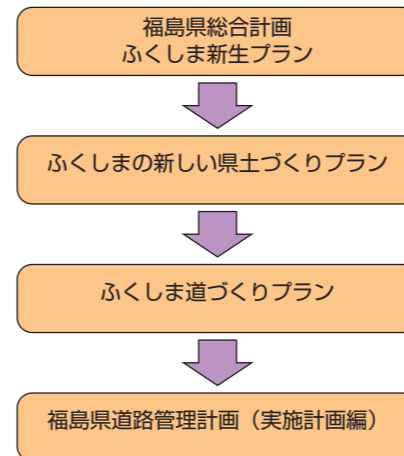 福島県総合計画
ふくしま新生プラン
ふくしまの新しい県土づくりプラン
ふくしま道づくりプラン
福島県道路管理計画（実施計画編）